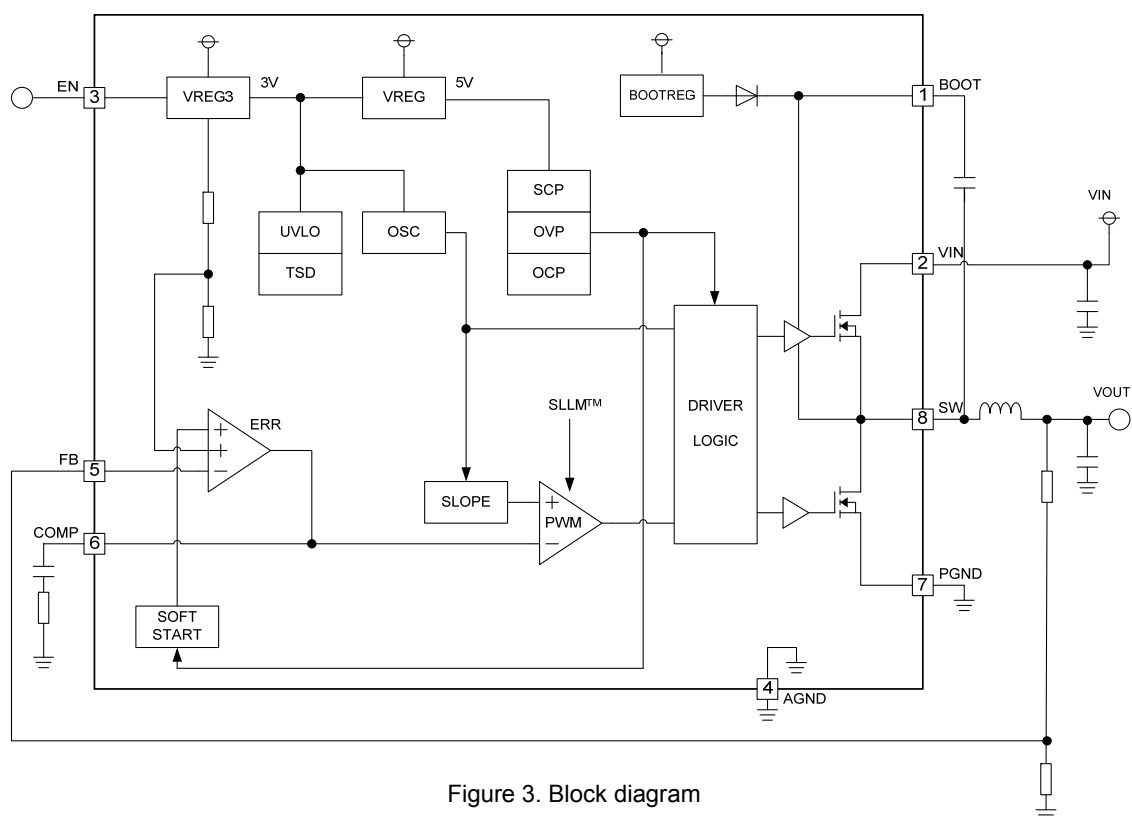 EN
3
VREG3
3V
VREG
5V
BOOTREG
1
BOOT
SCP
OVP
OCP
UVLO
TSD
OSC
VIN
VIN
2
DRIVER
LOGIC
SLLM™
ERR
+
+
−
FB
5
SLOPE
+
PWM
−
COMP
6
SW
8
VOUT
SOFT
START
PGND
7
4
AGND
Figure 3. Block diagram